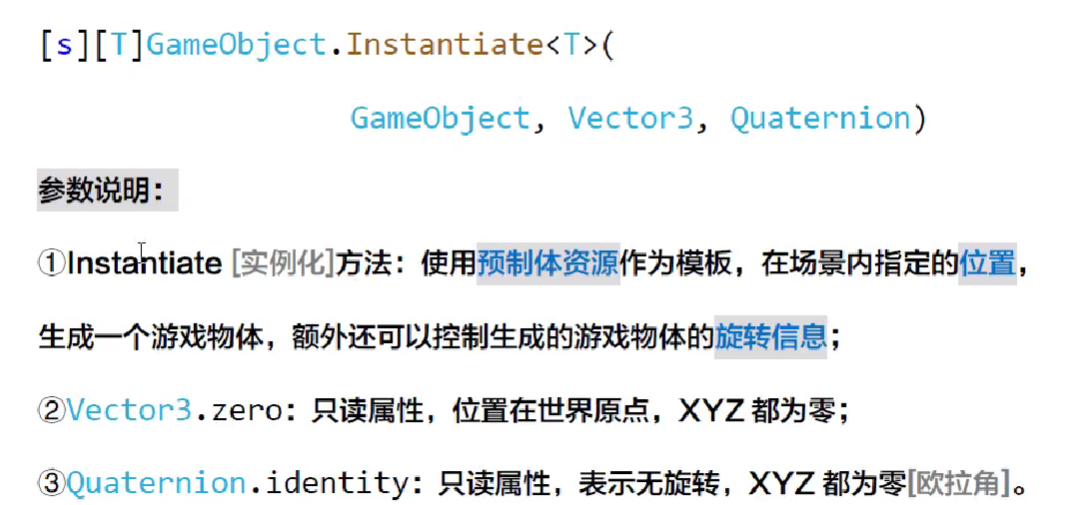 [s][T]GameObject.Instantiate<T>(
GameObject, Vector3, Quaternion)
参数说明：
①Instantiate [实例化]方法：使用预制体资源作为模板，在场景内指定的位置，
生成一个游戏物体，额外还可以控制生成的游戏物体的旋转信息；
②Vector3.zero：只读属性，位置在世界原点，XYZ 都为零；
③Quaternion.identity：只读属性，表示无旋转，XYZ 都为零[欧拉角]。